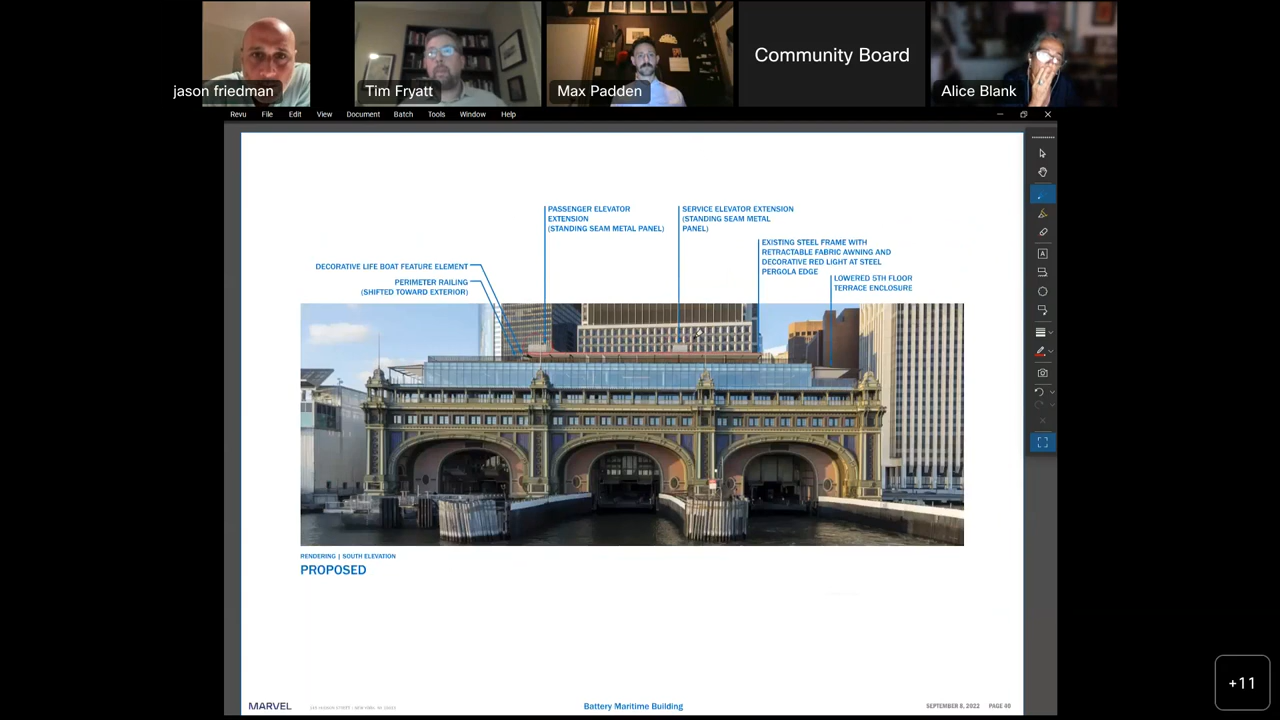 jason friedman
Tim Fryatt
Max Padden
Community Board
Alice Blank
Revu File Edit View Document Batch Tools Window Help
PASSENGER ELEVATOR
EXTENSION
(STANDING SEAM METAL PANEL)
SERVICE ELEVATOR EXTENSION
(STANDING SEAM METAL
PANEL)
EXISTING STEEL FRAME WITH
RETRACTABLE FABRIC AWNING AND
DECORATIVE RED LIGHT AT STEEL
PERGOLA EDGE
DECORATIVE LIFE BOAT FEATURE ELEMENT
PERIMETER RAILING
(SHIFTED TOWARD EXTERIOR)
LOWERED 5TH FLOOR
TERRACE ENCLOSURE
RENDERING | SOUTH ELEVATION
PROPOSED
+11
MARVEL
Battery Maritime Building
SEPTEMBER 8, 2022 PAGE